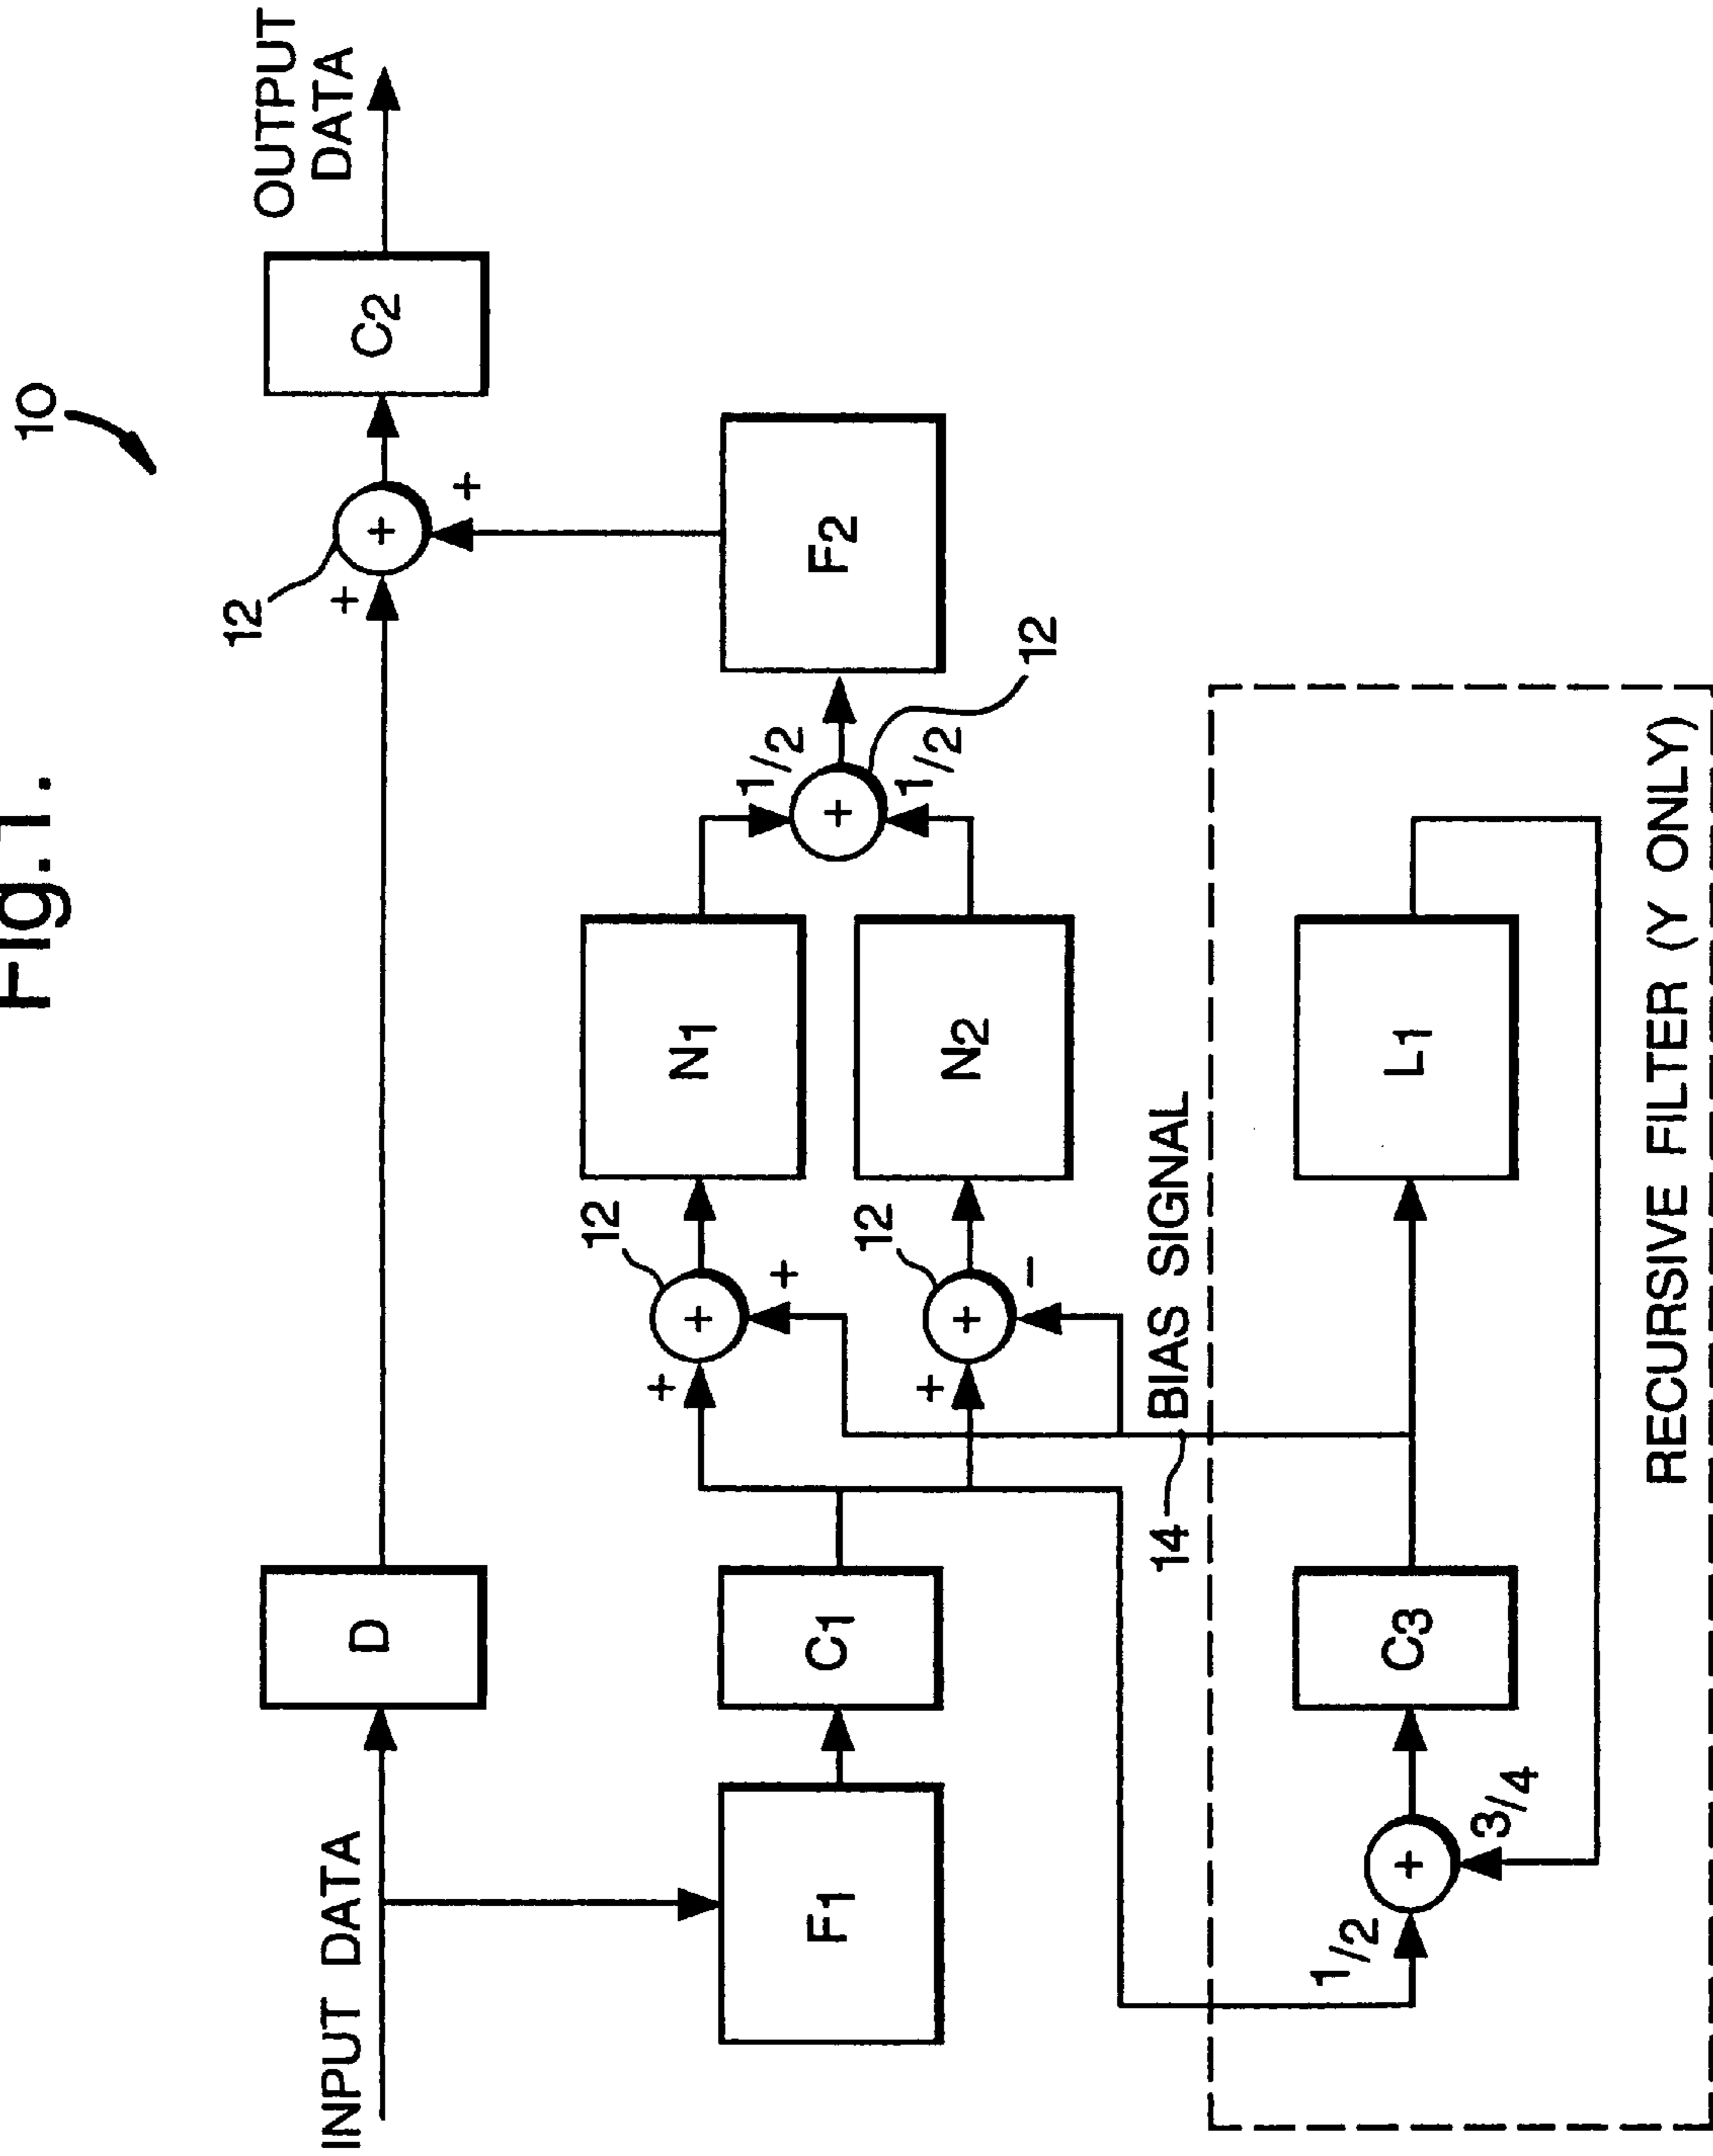 Fig.1.
10
INPUT DATA
D
12
+
+
+
C2
OUTPUT
DATA
F1
C1
12
+
+
+
N1
1/2
+
1/2
12
F2
12
+
+
-
N2
14
BIAS SIGNAL
1/2
+
3/4
C3
L1
RECURSIVE FILTER (Y ONLY)